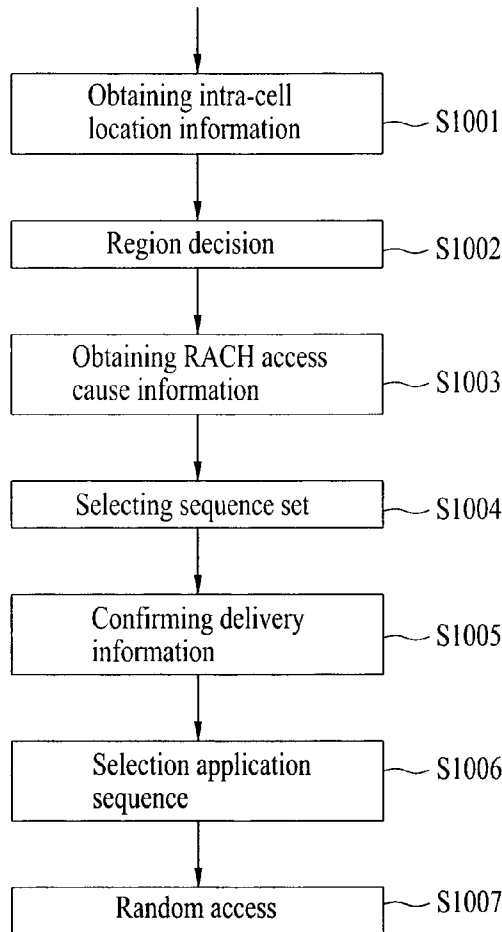 Obtaining intra-cell
location information
S1001
Region decision
S1002
Obtaining RACH access
cause information
S1003
Selecting sequence set
S1004
Confirming delivery
information
S1005
Selection application
sequence
S1006
Random access
S1007